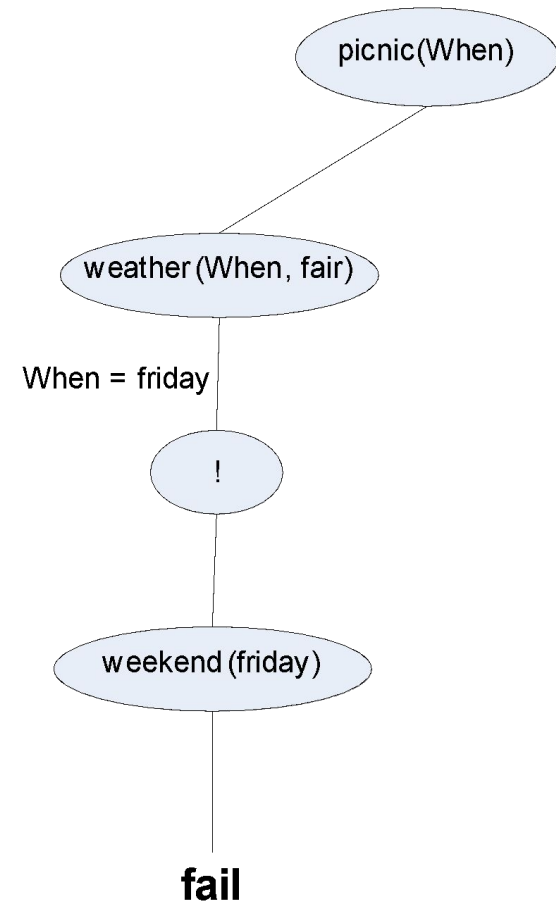 picnic(When)
weather(When, fair)
When = friday
!
weekend(friday)
fail